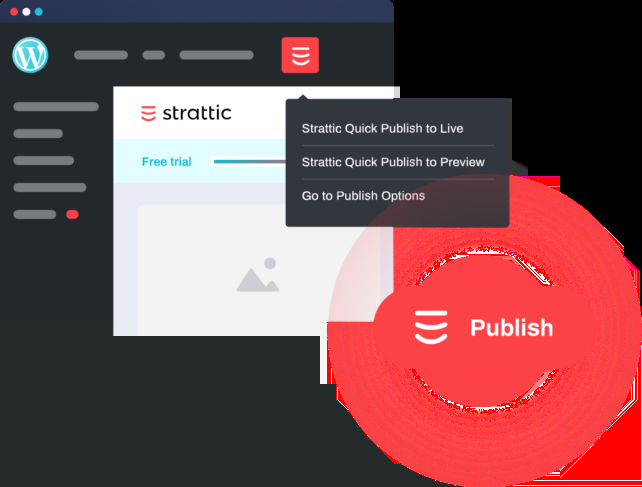 strattic
Free trial
Strattic Quick Publish to Live
Strattic Quick Publish to Preview
Go to Publish Options
Publish